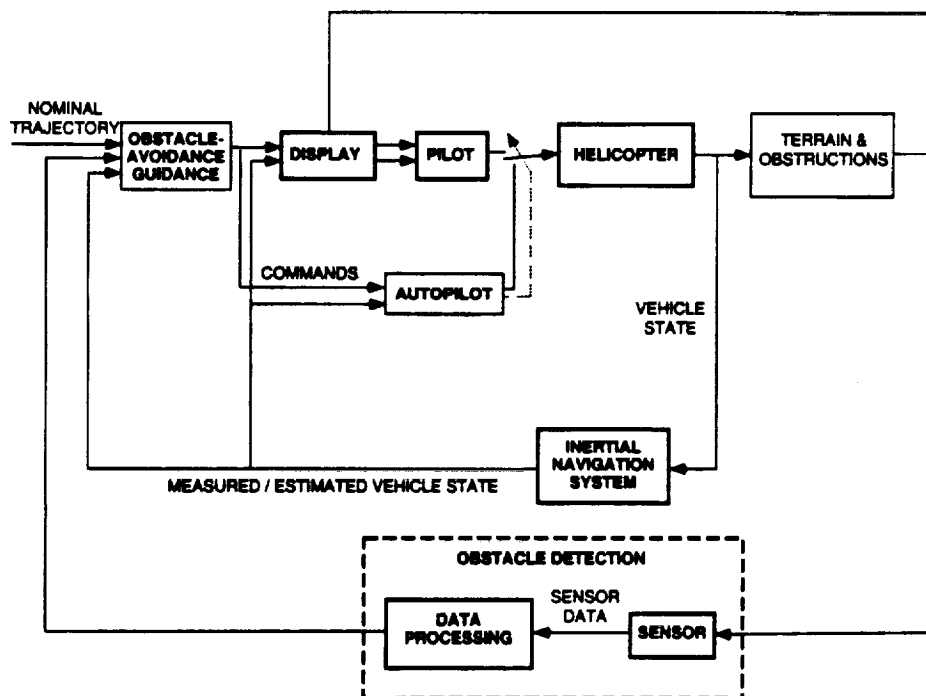 NOMINAL
TRAJECTORY
OBSTACLE-
AVOIDANCE
GUIDANCE
DISPLAY
PILOT
HELICOPTER
TERRAIN &
OBSTRUCTIONS
COMMANDS
AUTOPILOT
VEHICLE
STATE
INERTIAL
NAVIGATION
SYSTEM
MEASURED / ESTIMATED VEHICLE STATE
OBSTACLE DETECTION
DATA
PROCESSING
SENSOR
DATA
SENSOR